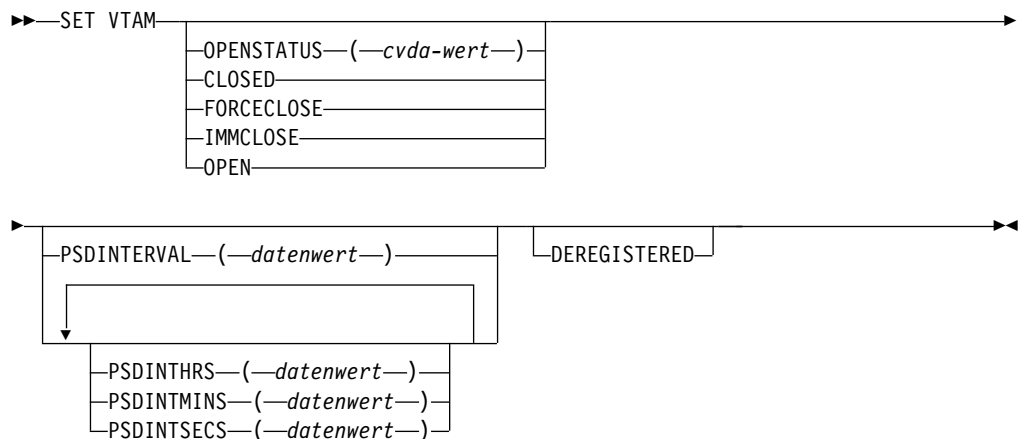 SET VTAM
OPENSTATUS ( cvda-wert )
CLOSED
FORCECLOSE
IMMCLOSE
OPEN
PSDINTERVAL ( datenwert )
DEREGISTERED
PSDINTHRS ( datenwert )
PSDINTMINS ( datenwert )
PSDINTSECS ( datenwert )